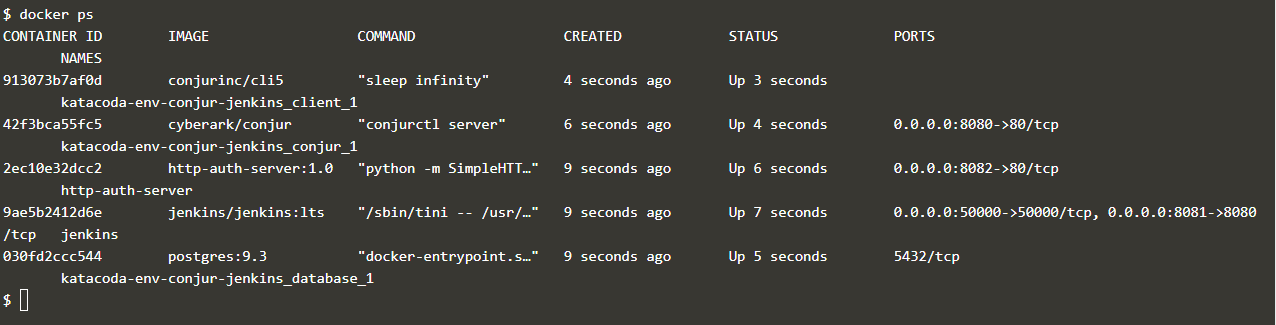 $ docker ps
CONTAINER ID        IMAGE                  COMMAND                  CREATED             STATUS              PORTS
       NAMES
913073b7af0d        conjurinc/cli5         "sleep infinity"         4 seconds ago       Up 3 seconds
       katacoda-env-conjur-jenkins_client_1
42f3bca55fc5        cyberark/conjur        "conjurctl server"       6 seconds ago       Up 4 seconds        0.0.0.0:8080->80/tcp
       katacoda-env-conjur-jenkins_conjur_1
2ec10e32dcc2        http-auth-server:1.0   "python -m SimpleHTT…"   9 seconds ago       Up 6 seconds        0.0.0.0:8082->80/tcp
       http-auth-server
9ae5b2412d6e        jenkins/jenkins:lts    "/sbin/tini -- /usr/…"   9 seconds ago       Up 7 seconds        0.0.0.0:50000->50000/tcp, 0.0.0.0:8081->8080
/tcp   jenkins
030fd2ccc544        postgres:9.3           "docker-entrypoint.s…"   9 seconds ago       Up 5 seconds        5432/tcp
       katacoda-env-conjur-jenkins_database_1
$